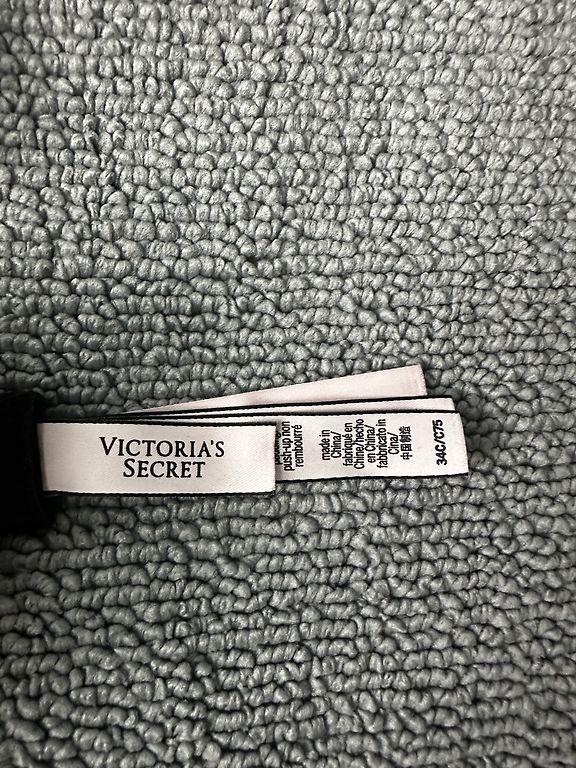 VICTORIA'S
SECRET
push-up non
rembourré
made in
China/
fabriqué en
Chine/hecho
en China/
fabricado in
Cina/
中国制造
34C/C75